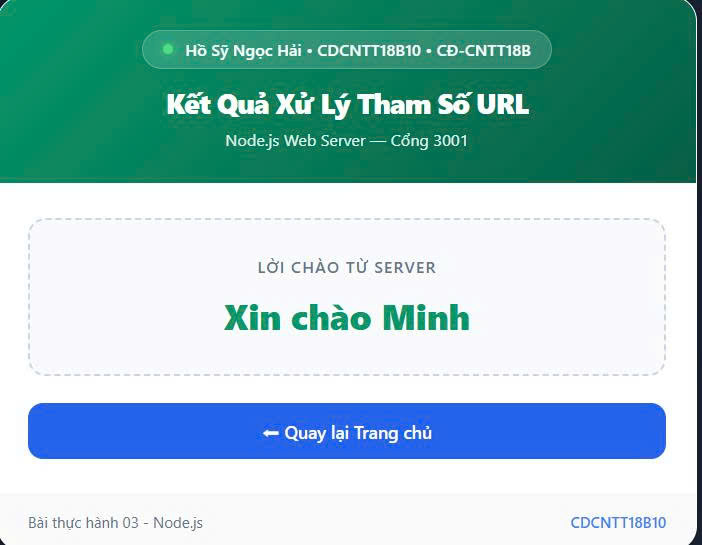 Hồ Sỹ Ngọc Hải • CDCNTT18B10 • CĐ-CNTT18B
Kết Quả Xử Lý Tham Số URL
Node.js Web Server — Cổng 3001
LỜI CHÀO TỪ SERVER
Xin chào Minh
← Quay lại Trang chủ
Bài thực hành 03 - Node.js
CDCNTT18B10